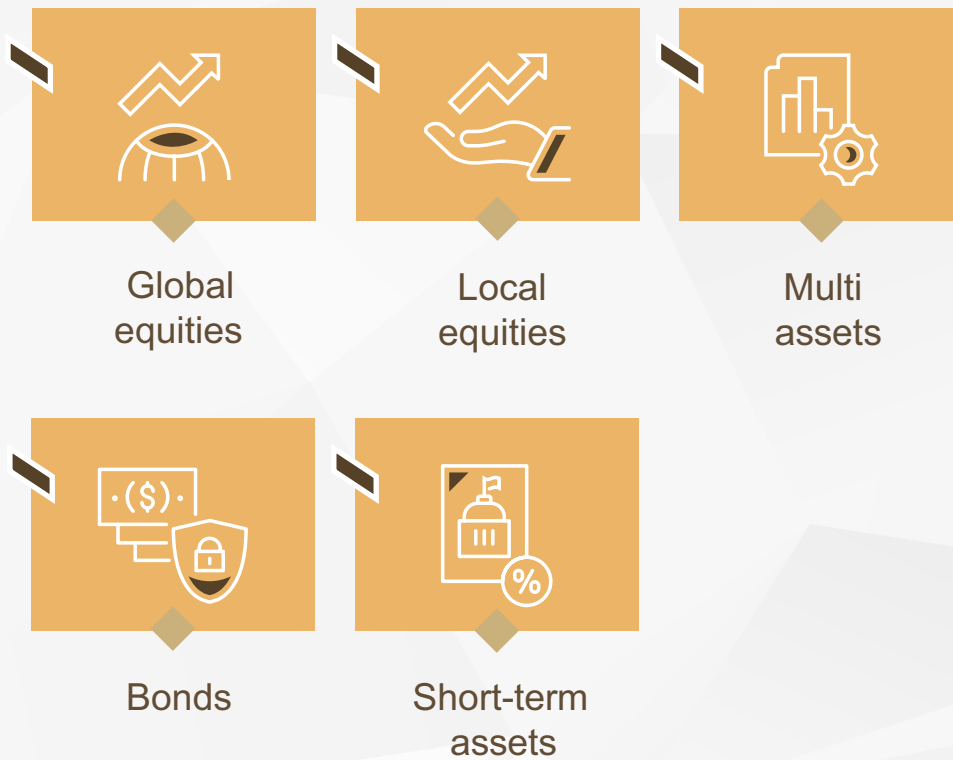 Global
equities
Local
equities
Multi
assets
($)
Bonds
%
Short-term
assets